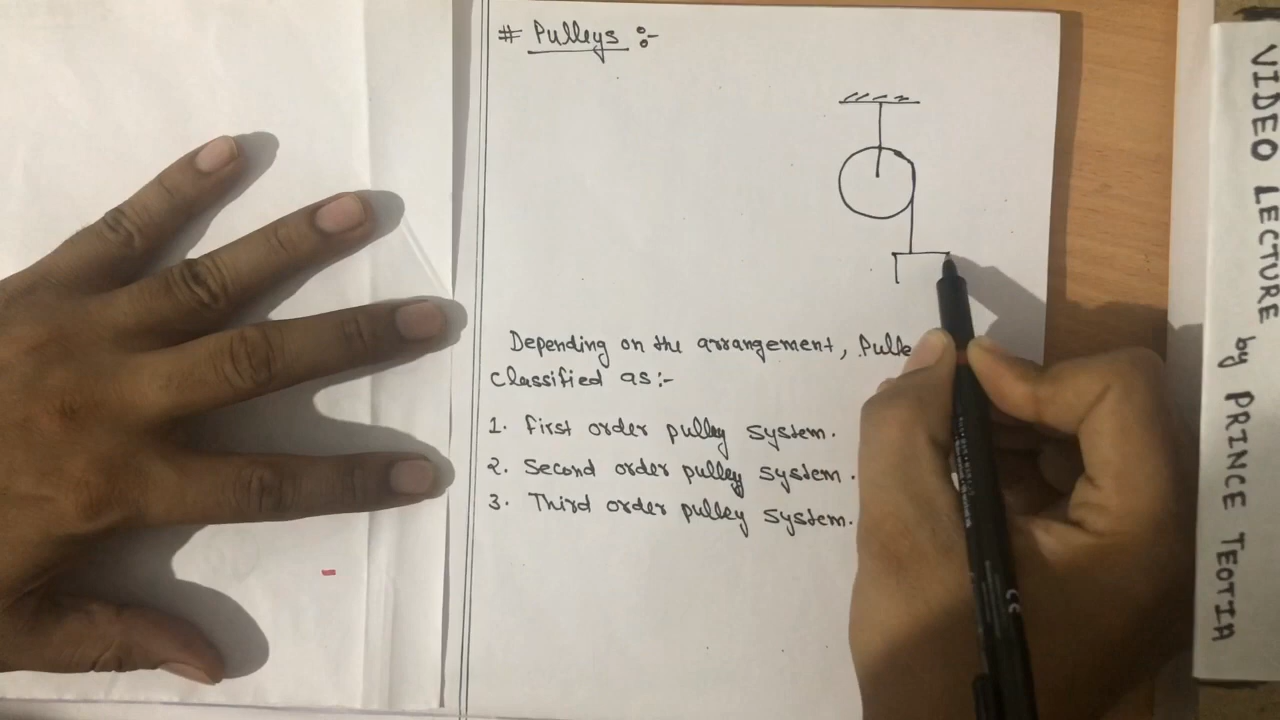 # Pulleys :-
Depending on the arrangement, Pulle
Classified as:-
1. First order pulley system.
2. Second order pulley system.
3. Third order pulley system.
VIDEO LECTURE by PRINCE TEOTIA